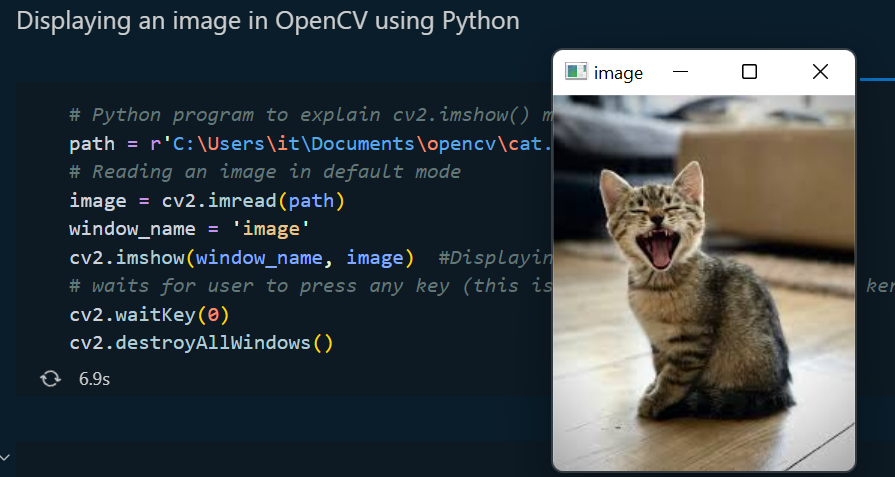 Displaying an image in OpenCV using Python
image
# Python program to explain cv2.imshow() m
path = r'C:\Users\it\Documents\opencv\cat.
# Reading an image in default mode
image = cv2.imread(path)
window_name = 'image'
cv2.imshow(window_name, image)  #Displayin
# waits for user to press any key (this is ker
cv2.waitKey(0)
cv2.destroyAllWindows()
6.9s